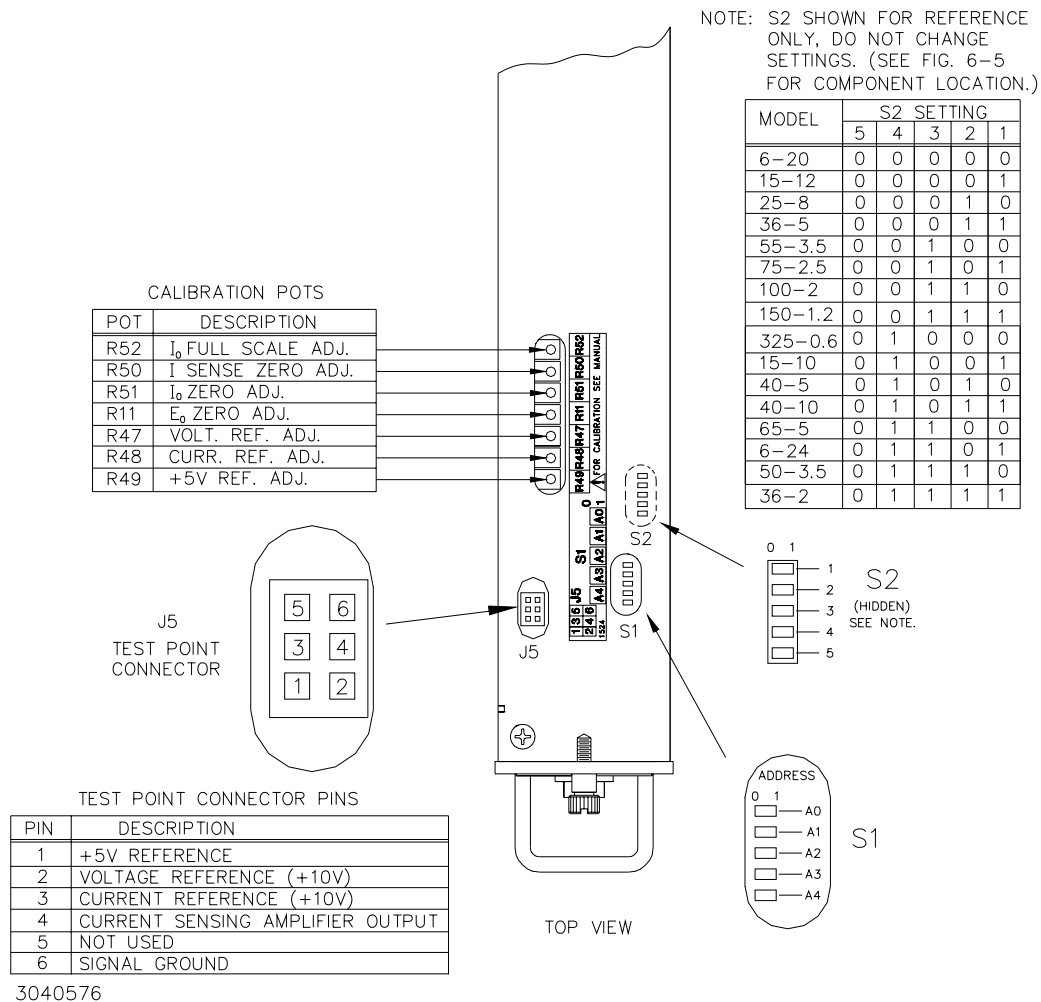 NOTE: S2 SHOWN FOR REFERENCE
ONLY, DO NOT CHANGE
SETTINGS. (SEE FIG. 6-5
FOR COMPONENT LOCATION.)
MODEL S2 SETTING
5 4 3 2 1
6-20 0 0 0 0 0
15-12 0 0 0 0 1
25-8 0 0 0 1 0
36-5 0 0 0 1 1
55-3.5 0 0 1 0 0
75-2.5 0 0 1 0 1
100-2 0 0 1 1 0
150-1.2 0 0 1 1 1
325-0.6 0 1 0 0 0
15-10 0 1 0 0 1
40-5 0 1 0 1 0
40-10 0 1 0 1 1
65-5 0 1 1 0 0
6-24 0 1 1 0 1
50-3.5 0 1 1 1 0
36-2 0 1 1 1 1
CALIBRATION POTS
POT DESCRIPTION
R52 I₀ FULL SCALE ADJ.
R50 I SENSE ZERO ADJ.
R51 I₀ ZERO ADJ.
R11 E₀ ZERO ADJ.
R47 VOLT. REF. ADJ.
R48 CURR. REF. ADJ.
R49 +5V REF. ADJ.
R49 R48 R47 R11 R51 R50 R52
FOR CALIBRATION SEE MANUAL
0 1
S1
A4 A3 A2 A1 A0
J5
1 3 5
2 4 6
1524
S2
S1
J5
0 1
1
2
3
4
5
S2
(HIDDEN)
SEE NOTE.
J5
TEST POINT
CONNECTOR
5 6
3 4
1 2
ADDRESS
0 1
A0
A1
A2
A3
A4
S1
TOP VIEW
TEST POINT CONNECTOR PINS
PIN DESCRIPTION
1 +5V REFERENCE
2 VOLTAGE REFERENCE (+10V)
3 CURRENT REFERENCE (+10V)
4 CURRENT SENSING AMPLIFIER OUTPUT
5 NOT USED
6 SIGNAL GROUND
3040576